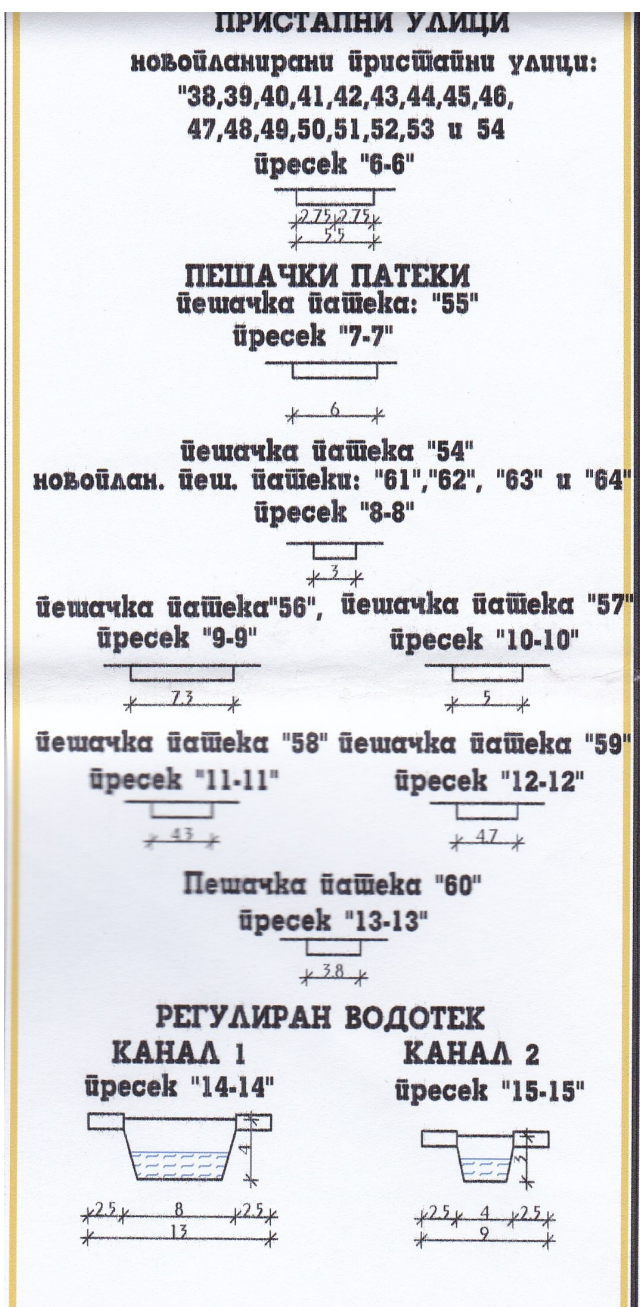 ПРИСТАПНИ УЛИЦИ
новопланирани пристапни улици:
"38,39,40,41,42,43,44,45,46,
47,48,49,50,51,52,53 и 54
пресек "6-6"
2.75 2.75
5.5
ПЕШАЧКИ ПАТЕКИ
пешачка патека: "55"
пресек "7-7"
6
пешачка патека "54"
новоплан. пеш. патеки: "61","62", "63" и "64"
пресек "8-8"
3
пешачка патека"56", пешачка патека "57"
пресек "9-9" пресек "10-10"
7.3 5
пешачка патека "58" пешачка патека "59"
пресек "11-11" пресек "12-12"
4.3 4.7
Пешачка патека "60"
пресек "13-13"
3.8
РЕГУЛИРАН ВОДОТЕК
КАНАЛ 1 КАНАЛ 2
пресек "14-14" пресек "15-15"
4 3
2.5 8 2.5 2.5 4 2.5
13 9